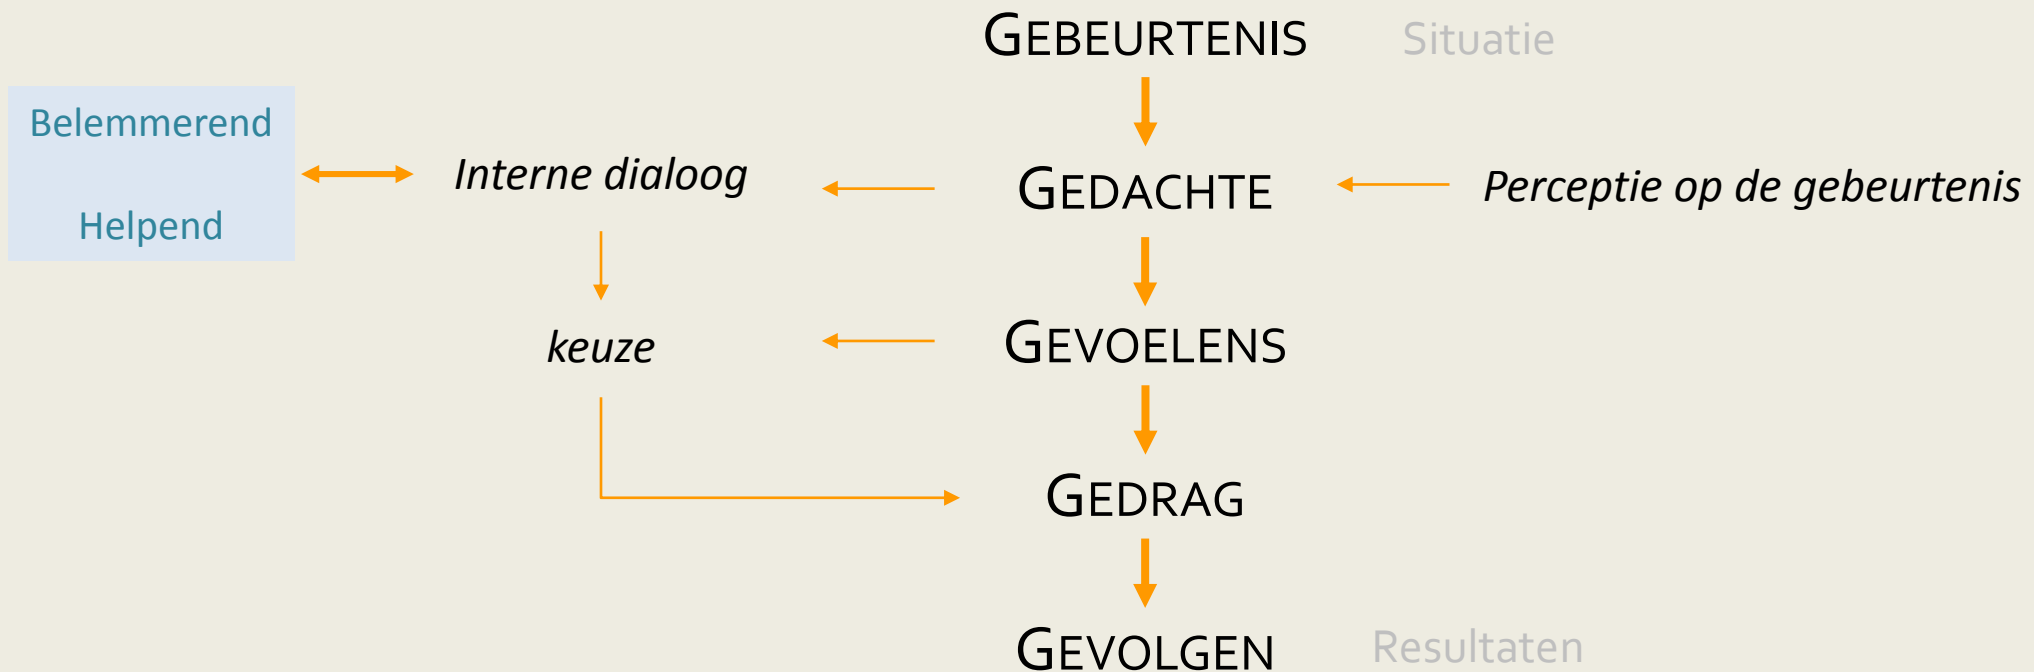 GEBEURTENIS Situatie
Belemmerend
Interne dialoog GEDACHTE Perceptie op de gebeurtenis
Helpend
keuze GEVOELENS
GEDRAG
GEVOLGEN Resultaten